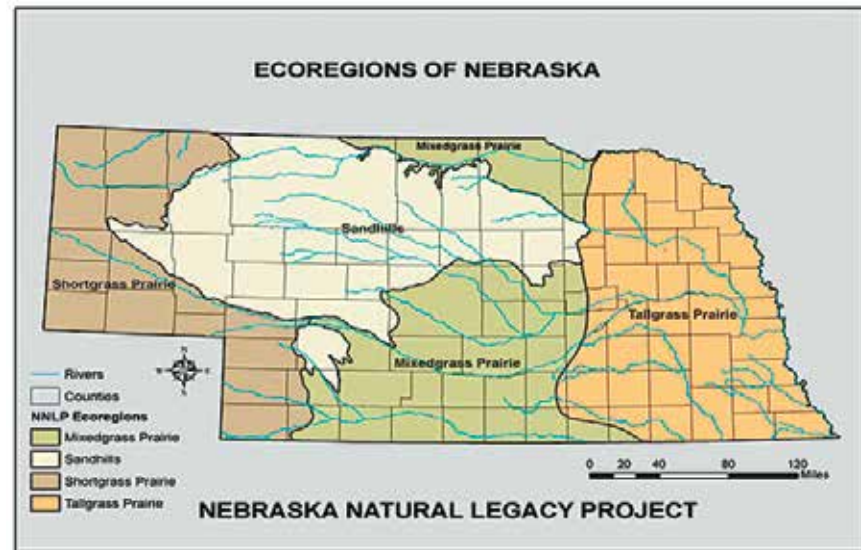 ECOREGIONS OF NEBRASKA
Mixedgrass Prairie
Sandhills
Shortgrass Prairie
Tallgrass Prairie
Mixedgrass Prairie
N
W E
S
Rivers
Counties
NNLP Ecoregions
Mixedgrass Prairie
Sandhills
Shortgrass Prairie
Tallgrass Prairie
0 20 40 80 120
Miles
NEBRASKA NATURAL LEGACY PROJECT